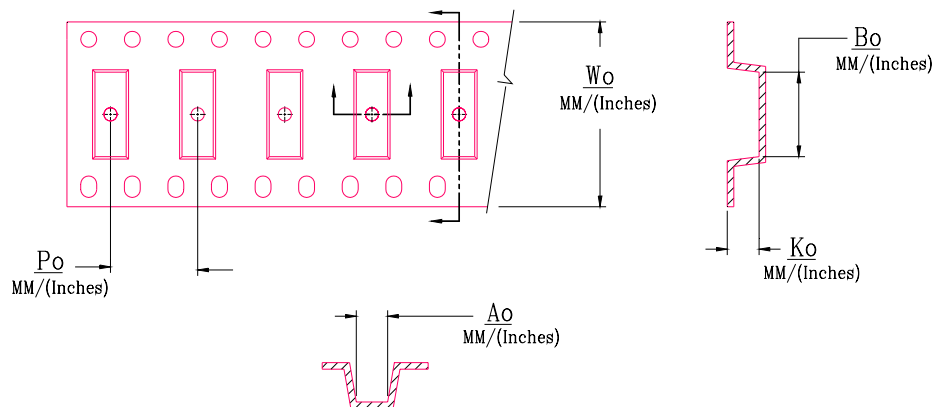 Wo
MM/(Inches)
Bo
MM/(Inches)
Po
MM/(Inches)
Ko
MM/(Inches)
Ao
MM/(Inches)